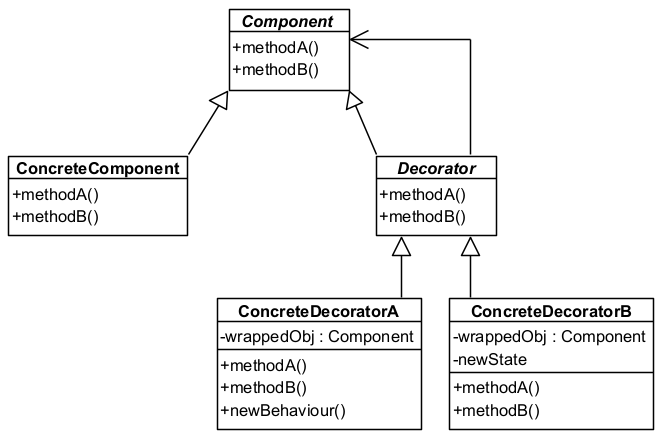 Component
+methodA()
+methodB()
ConcreteComponent
+methodA()
+methodB()
Decorator
+methodA()
+methodB()
ConcreteDecoratorA
-wrappedObj : Component
+methodA()
+methodB()
+newBehaviour()
ConcreteDecoratorB
-wrappedObj : Component
-newState
+methodA()
+methodB()